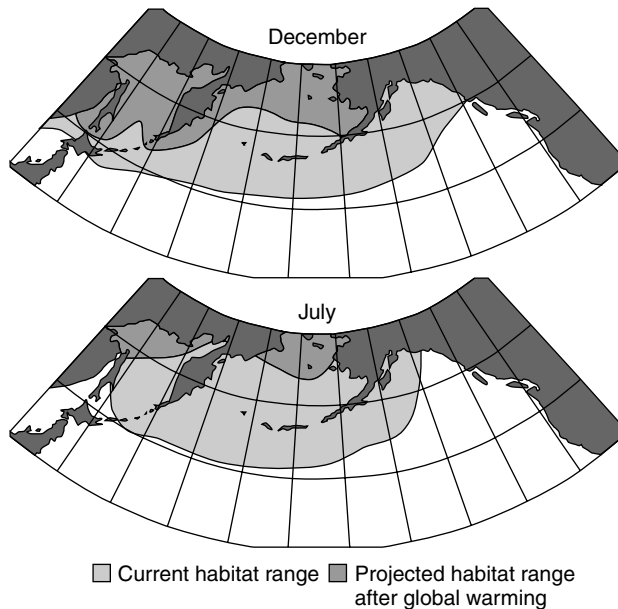 December
July
Current habitat range
Projected habitat range
after global warming